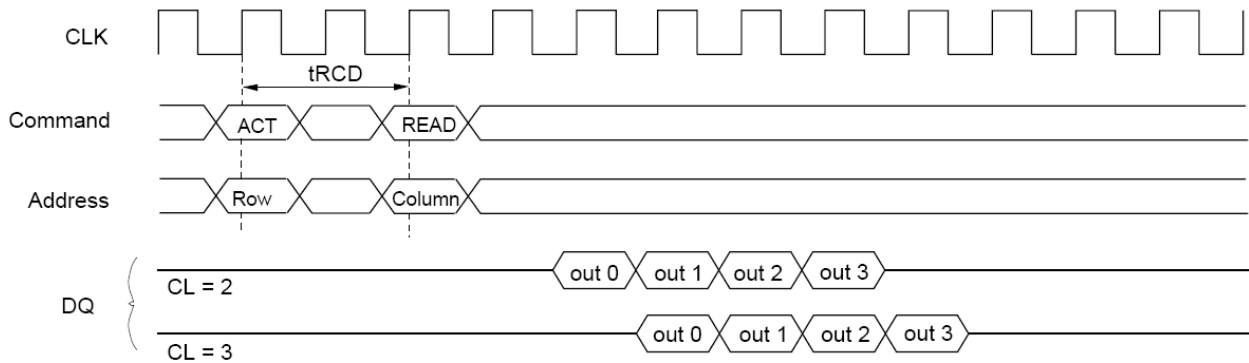 CLK
tRCD
Command ACT READ
Address Row Column
out 0 out 1 out 2 out 3
CL = 2
DQ
out 0 out 1 out 2 out 3
CL = 3